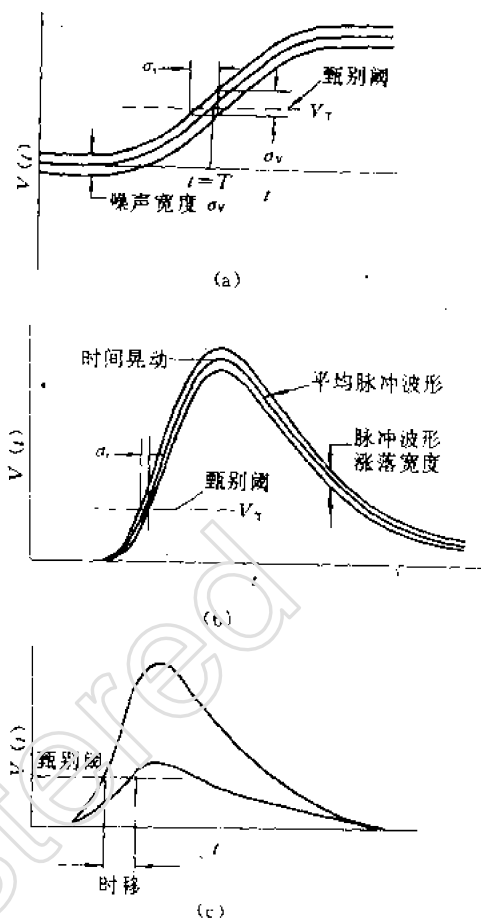 σt
甄别阈
VT
V(t)
σV
t=T
t
噪声宽度 σV
(a)
时间晃动
平均脉冲波形
σt
脉冲波形
涨落宽度
甄别阈
VT
V(t)
t
(b)
V(t)
甄别阈
t
时移
(c)
stered